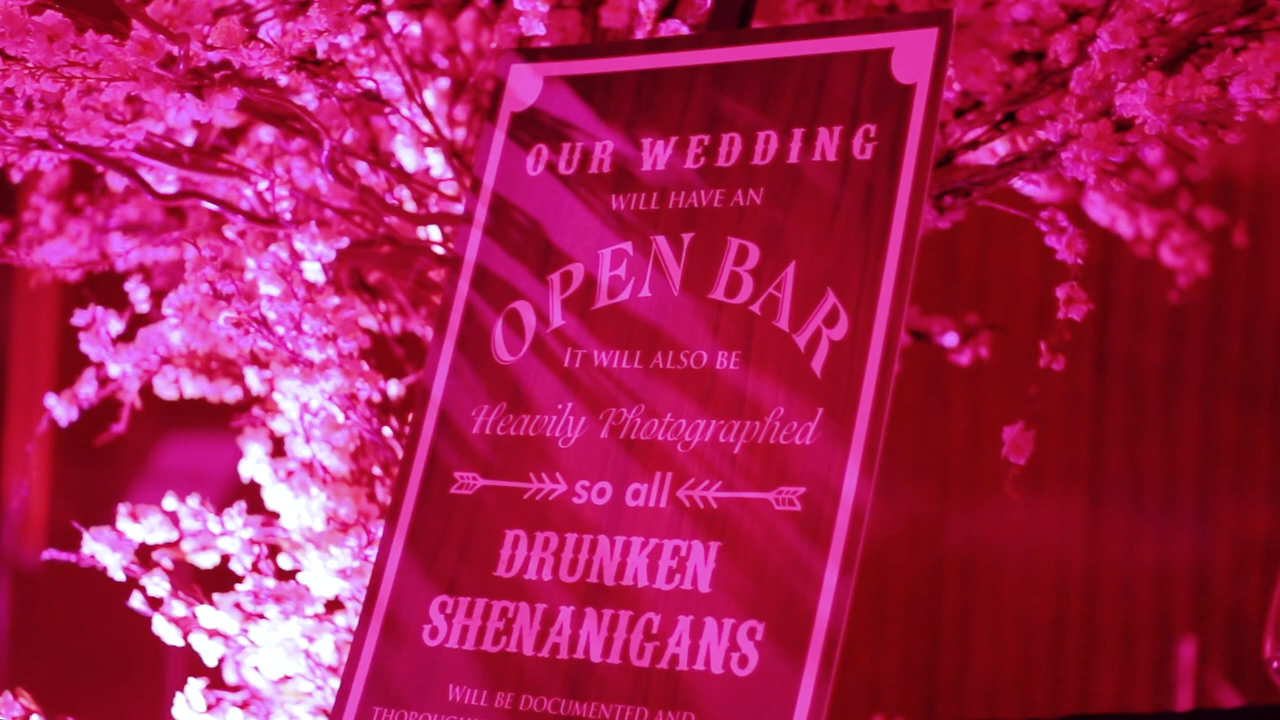 OUR WEDDING
WILL HAVE AN
OPEN BAR
IT WILL ALSO BE
Heavily Photographed
so all
DRUNKEN
SHENANIGANS
WILL BE DOCUMENTED AND